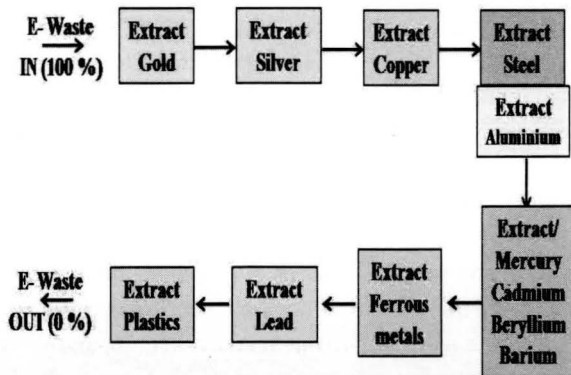 E- Waste
IN (100 %)
Extract
Gold
Extract
Silver
Extract
Copper
Extract
Steel
Extract
Aluminium
Extract/
Mercury
Cadmium
Beryllium
Barium
Extract
Ferrous
metals
Extract
Lead
Extract
Plastics
E- Waste
OUT (0 %)